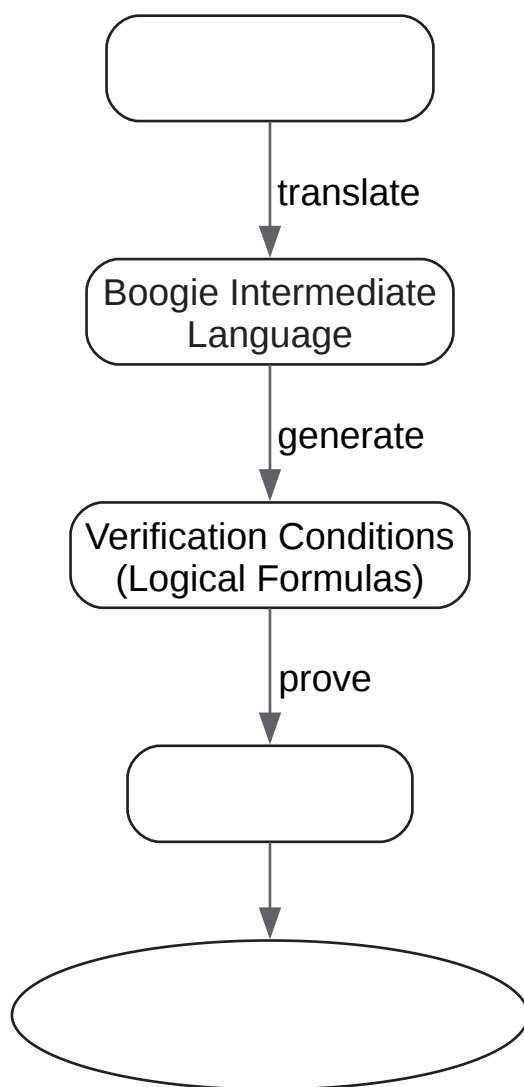 translate
Boogie Intermediate
Language
generate
Verification Conditions
(Logical Formulas)
prove